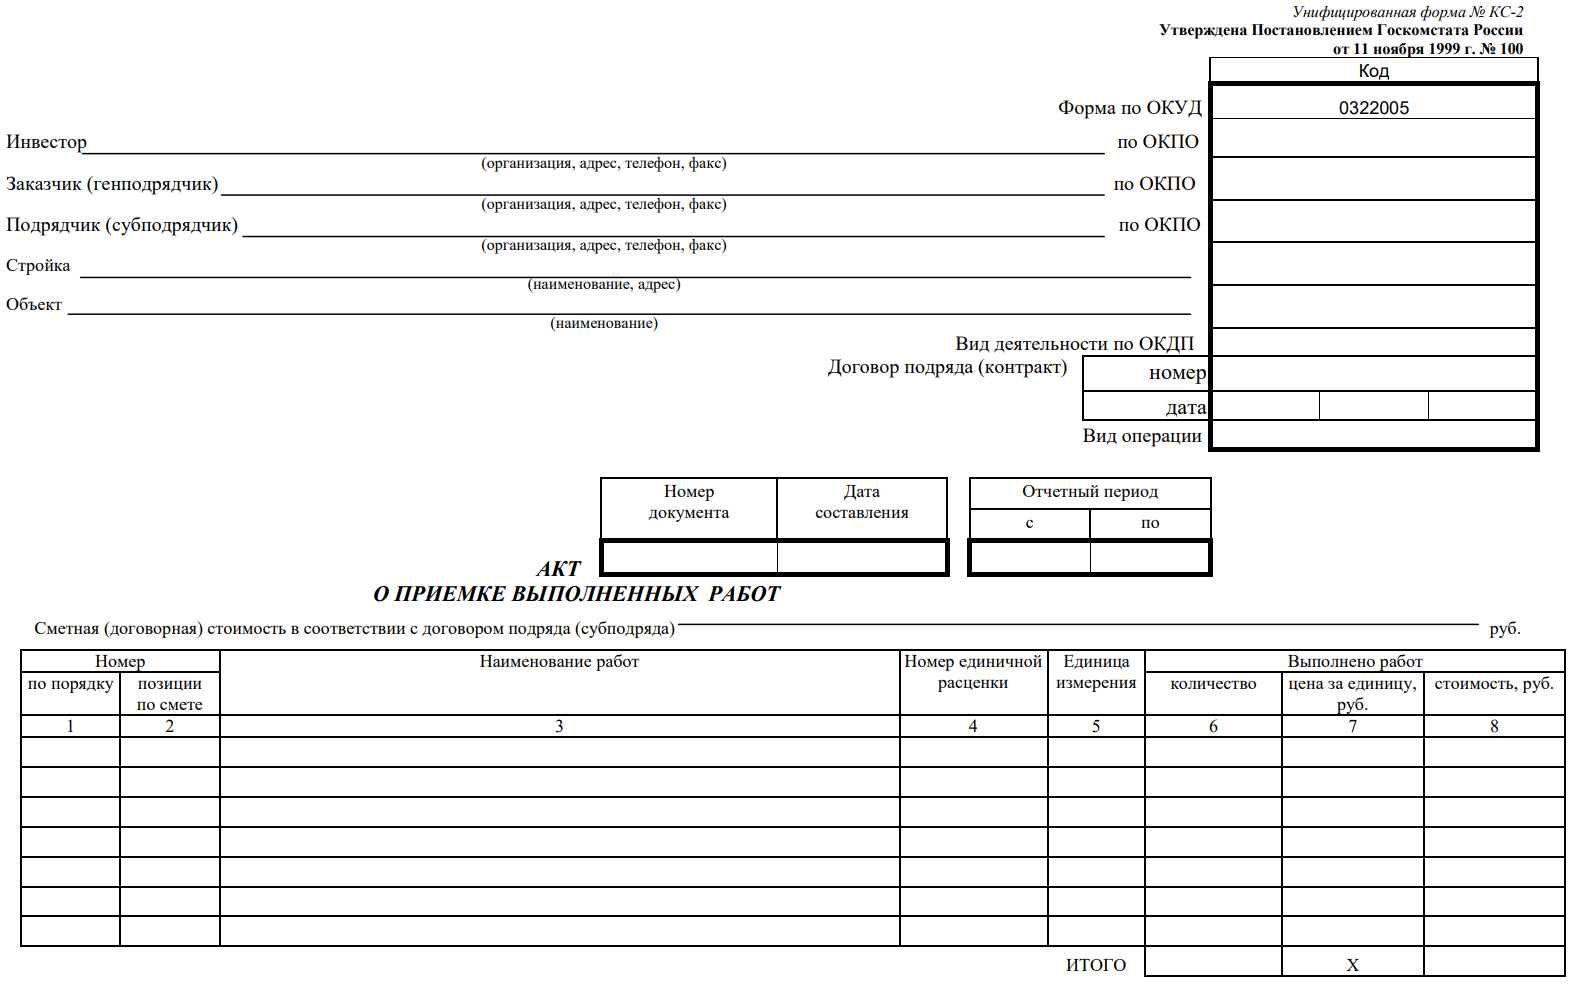 Унифицированная форма № КС-2
Утверждена Постановлением Госкомстата России
от 11 ноября 1999 г. № 100
Код
Форма по ОКУД 0322005
Инвестор по ОКПО
(организация, адрес, телефон, факс)
Заказчик (генподрядчик) по ОКПО
(организация, адрес, телефон, факс)
Подрядчик (субподрядчик) по ОКПО
(организация, адрес, телефон, факс)
Стройка
(наименование, адрес)
Объект
(наименование)
Вид деятельности по ОКДП
Договор подряда (контракт) номер
дата
Вид операции
Номер Дата Отчетный период
документа составления
с по
АКТ
О ПРИЕМКЕ ВЫПОЛНЕННЫХ РАБОТ
Сметная (договорная) стоимость в соответствии с договором подряда (субподряда) руб.
Номер Наименование работ Номер единичной Единица Выполнено работ
расценки измерения
по порядку позиции количество цена за единицу, стоимость, руб.
по смете руб.
1 2 3 4 5 6 7 8
ИТОГО X